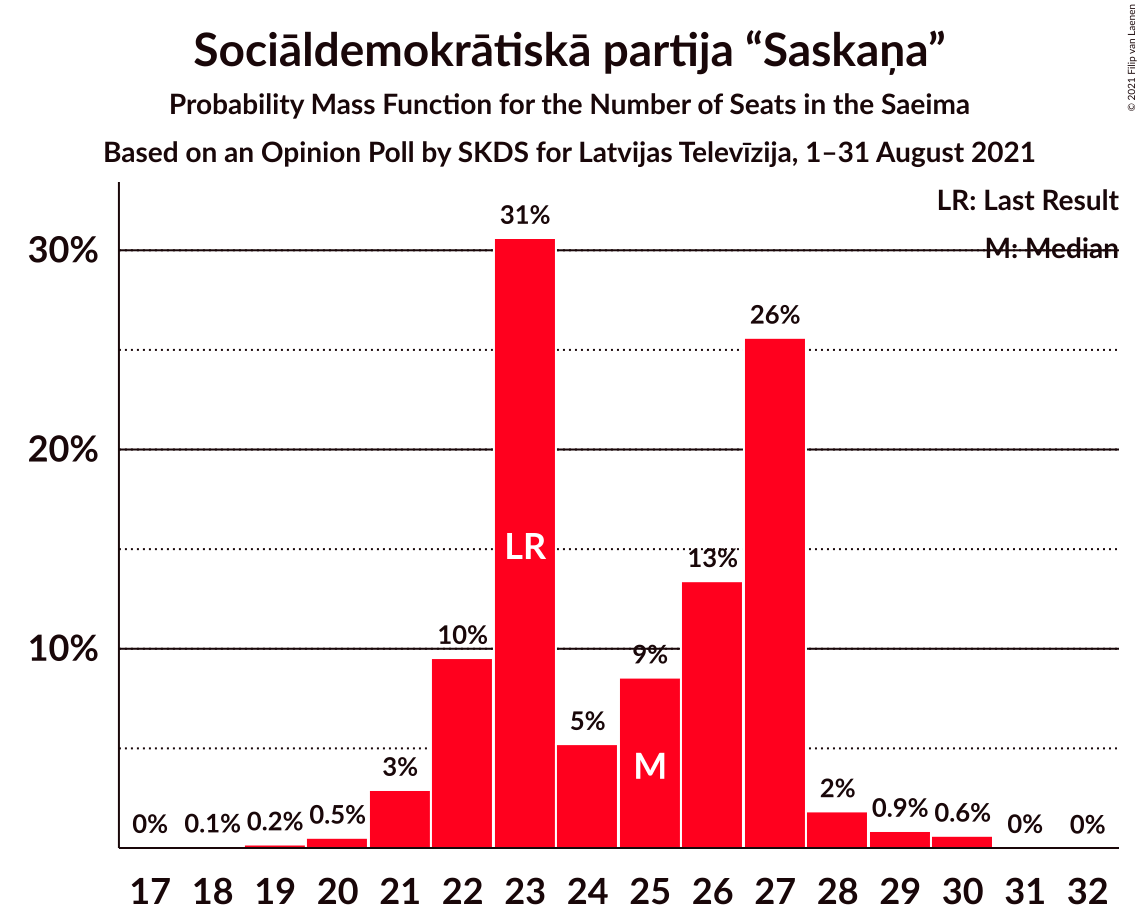 Sociāldemokrātiskā partija “Saskaņa”
Probability Mass Function for the Number of Seats in the Saeima
Based on an Opinion Poll by SKDS for Latvijas Televīzija, 1–31 August 2021
© 2021 Filip van Laenen
LR: Last Result
M: Median
30%
20%
10%
0% 0.1% 0.2% 0.5% 3% 10% 31% 5% 9% 13% 26% 2% 0.9% 0.6% 0% 0%
LR
M
17 18 19 20 21 22 23 24 25 26 27 28 29 30 31 32